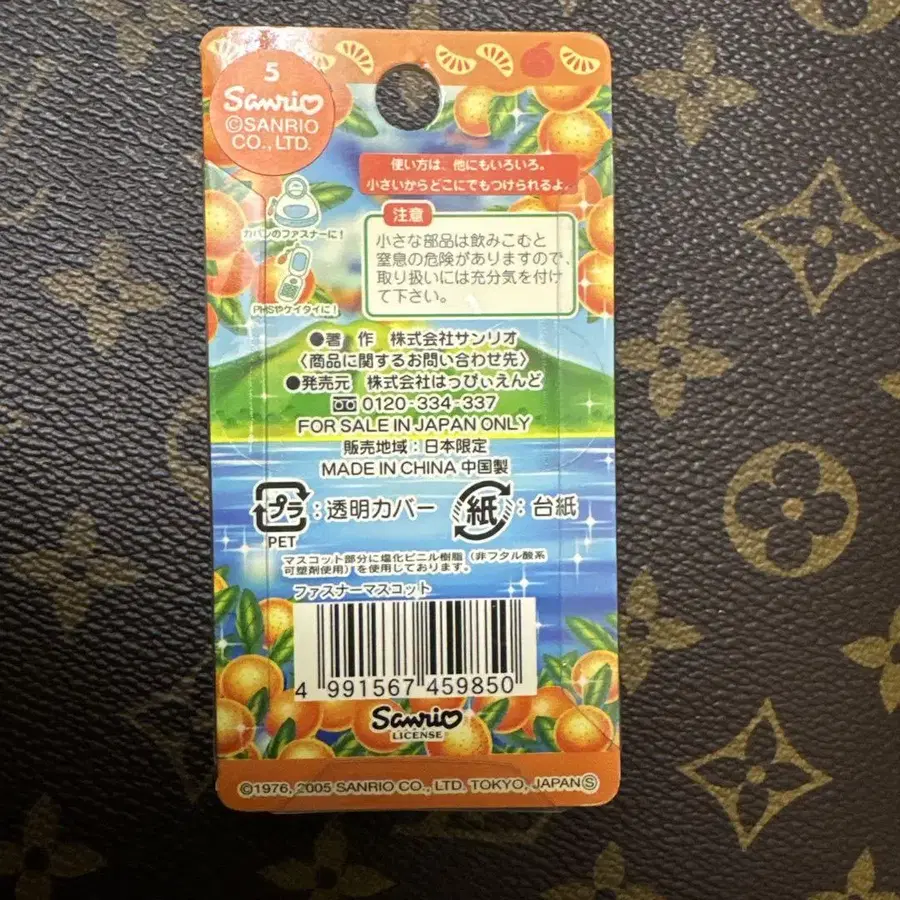 5
Sanrio
©SANRIO
CO., LTD.
使い方は、他にもいろいろ。
小さいからどこにでもつけられるよ。
カバンのファスナーに!
PHSやケイタイに!
注意
小さな部品は飲みこむと
窒息の危険がありますので、
取り扱いには充分気を付け
て下さい。
●著 作 株式会社サンリオ
〈商品に関するお問い合わせ先〉
●発売元 株式会社はっぴぃえんど
0120-334-337
FOR SALE IN JAPAN ONLY
販売地域:日本限定
MADE IN CHINA 中国製
プラ:透明カバー 紙:台紙
PET
マスコット部分に塩化ビニル樹脂(非フタル酸系
可塑剤使用)を使用しております。
ファスナーマスコット
4 991567 459850
Sanrio
LICENSE
©1976, 2005 SANRIO CO., LTD. TOKYO, JAPAN Ⓢ